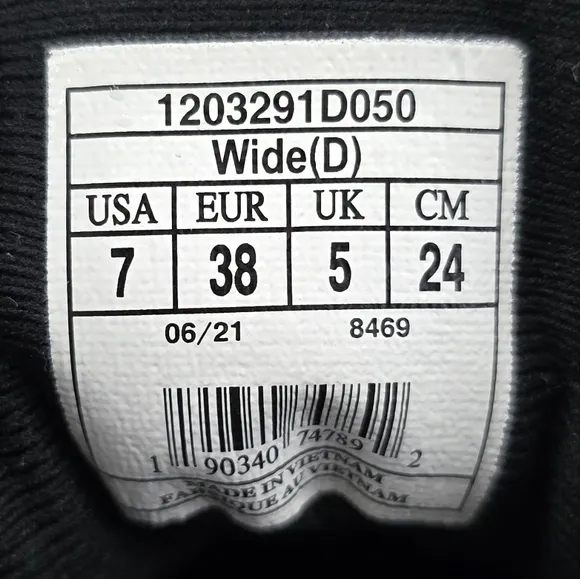 1203291D050
Wide(D)
USA EUR UK CM
7 38 5 24
06/21 8469
1 90340 74789 2
MADE IN VIETNAM
FABRIQUE AU VIETNAM